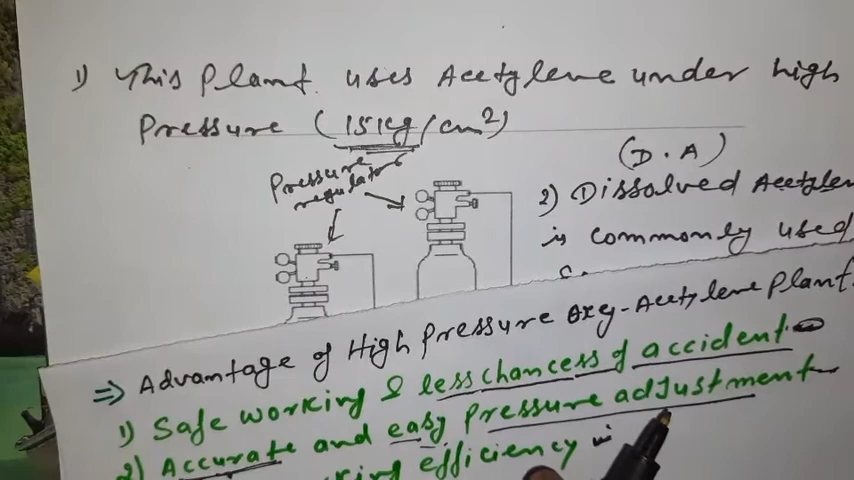 1) This Plant uses Acetylene under high
Pressure (15kg/cm²)
Pressure
regulators
(D.A)
2) Dissolved Acetylen
is commonly used
⇒ Advantage of High Pressure Oxy-Acetylene Plant.
1) Safe working & less chancess of accident
2) Accurate and easy Pressure adjustment
king efficiency